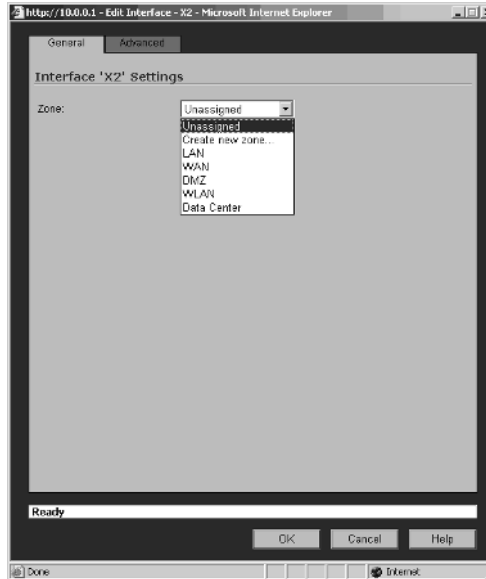 http://10.0.0.1 - Edit Interface - X2 - Microsoft Internet Explorer
General Advanced
Interface 'X2' Settings
Zone: Unassigned
Unassigned
Create new zone...
LAN
WAN
DMZ
WLAN
Data Center
Ready
OK Cancel Help
Done Internet